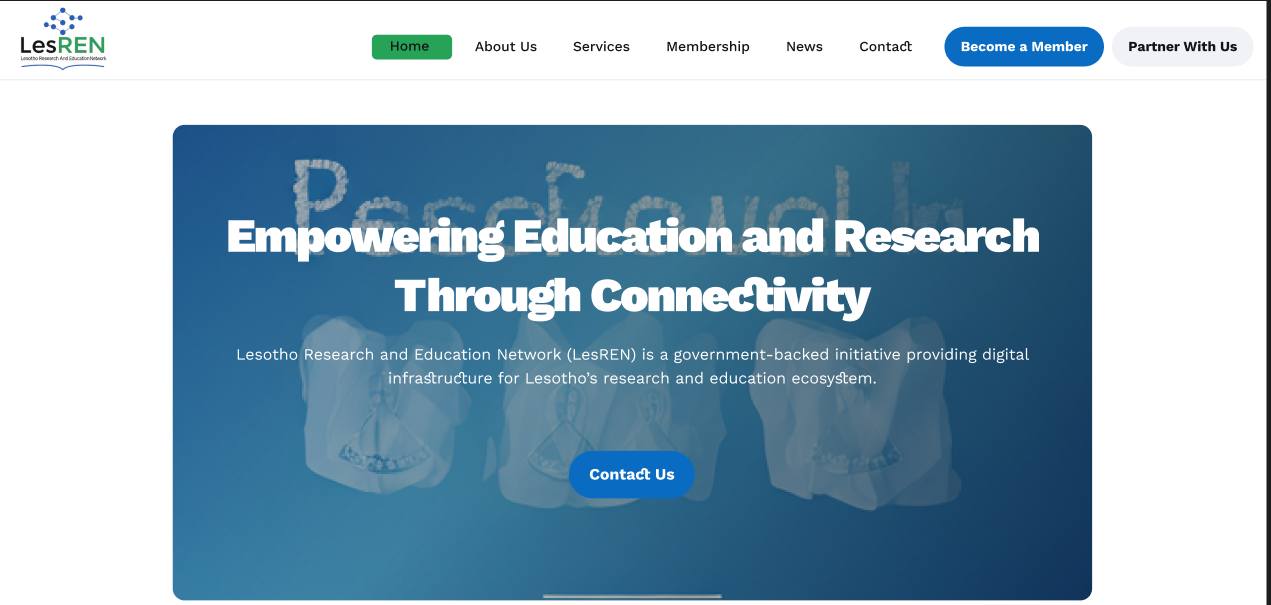 LesREN
Lesotho Research And Education Network
Home
About Us
Services
Membership
News
Contact
Become a Member
Partner With Us
Empowering Education and Research
Through Connectivity
Lesotho Research and Education Network (LesREN) is a government-backed initiative providing digital
infrastructure for Lesotho’s research and education ecosystem.
Contact Us